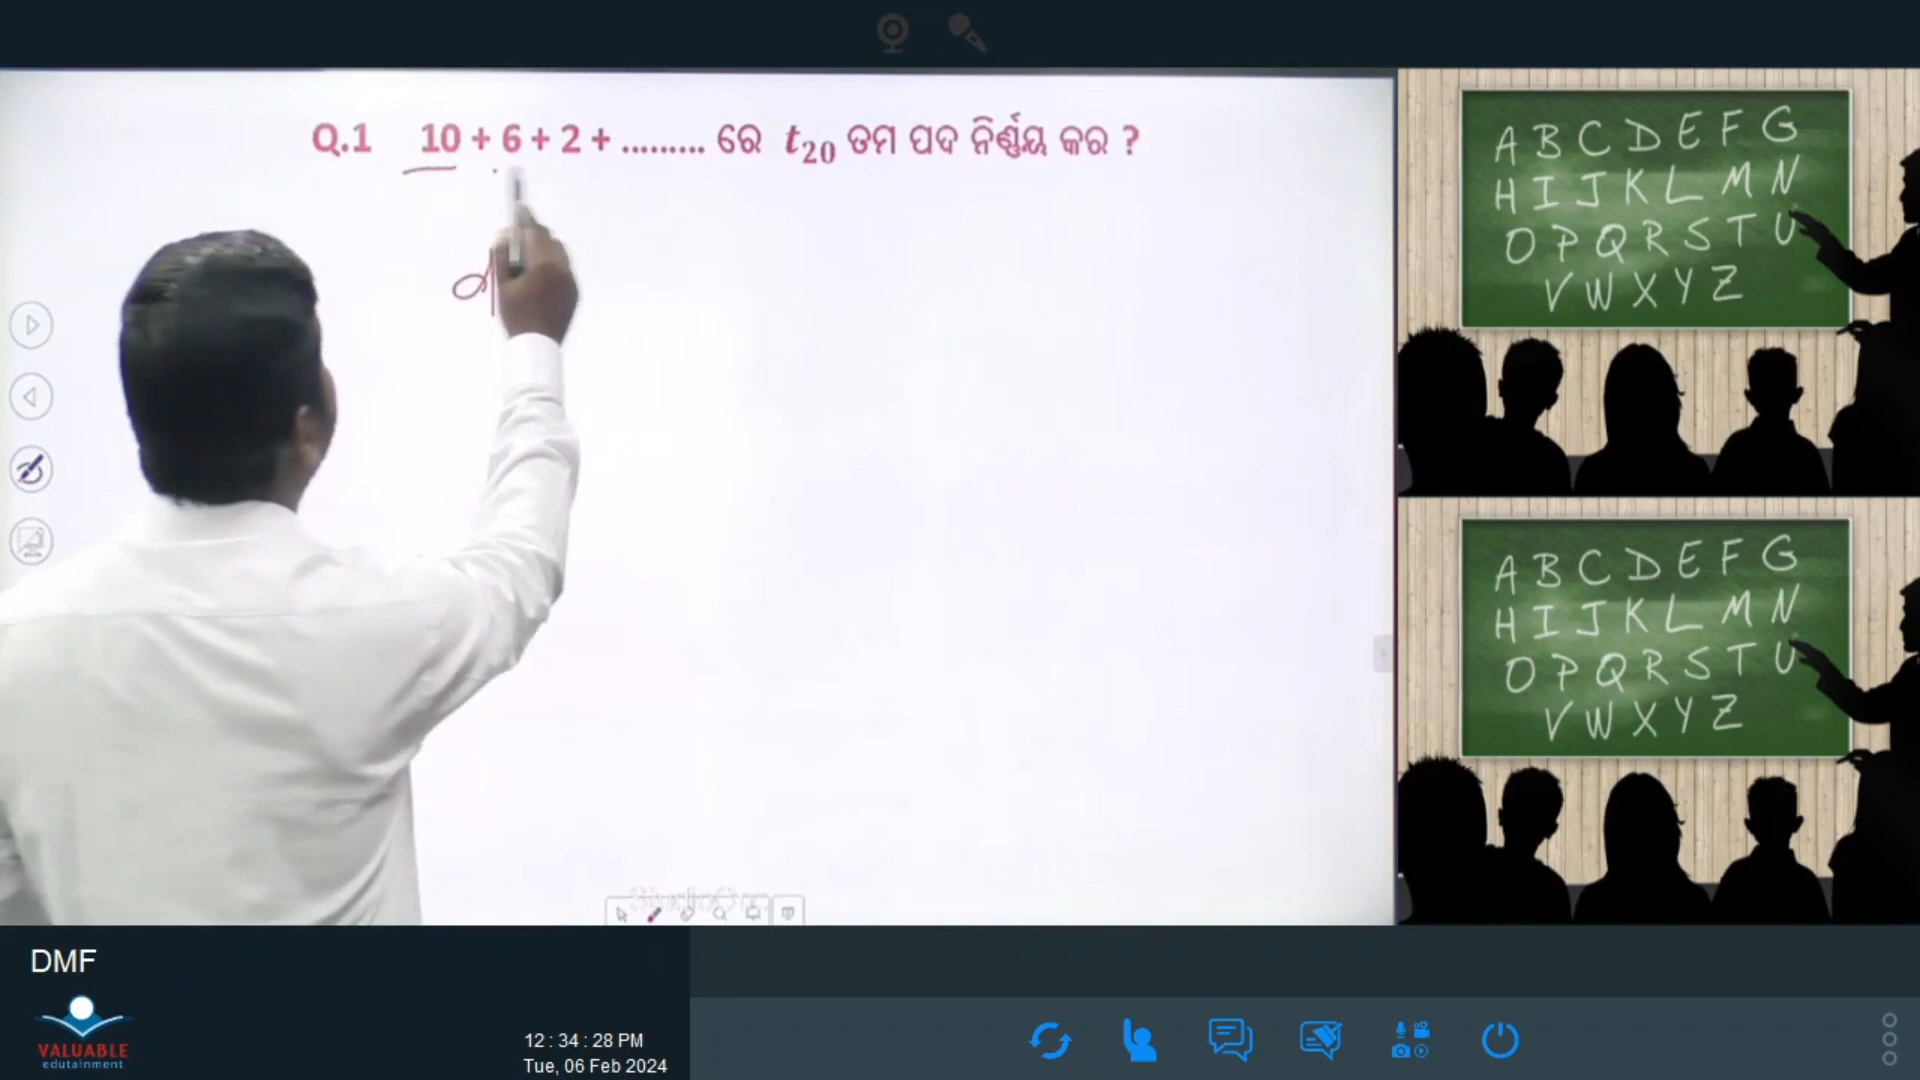 Q.1 10 + 6 + 2 + ......... ରେ t20 ତମ ପଦ ନିର୍ଣ୍ଣୟ କର ?
A B C D E F G
H I J K L M N
O P Q R S T U
V W X Y Z
A B C D E F G
H I J K L M N
O P Q R S T U
V W X Y Z
DMF
VALUABLE
edutainment
12 : 34 : 28 PM
Tue, 06 Feb 2024